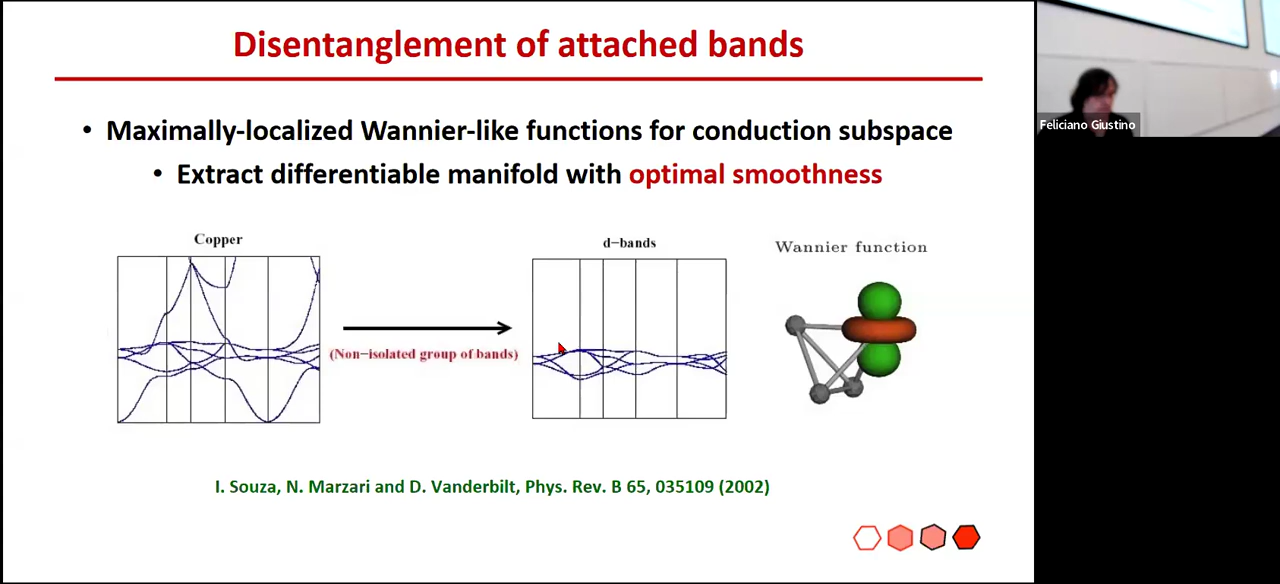 Disentanglement of attached bands
• Maximally-localized Wannier-like functions for conduction subspace
• Extract differentiable manifold with optimal smoothness
Copper
(Non-isolated group of bands)
d-bands
Wannier function
I. Souza, N. Marzari and D. Vanderbilt, Phys. Rev. B 65, 035109 (2002)
Feliciano Giustino